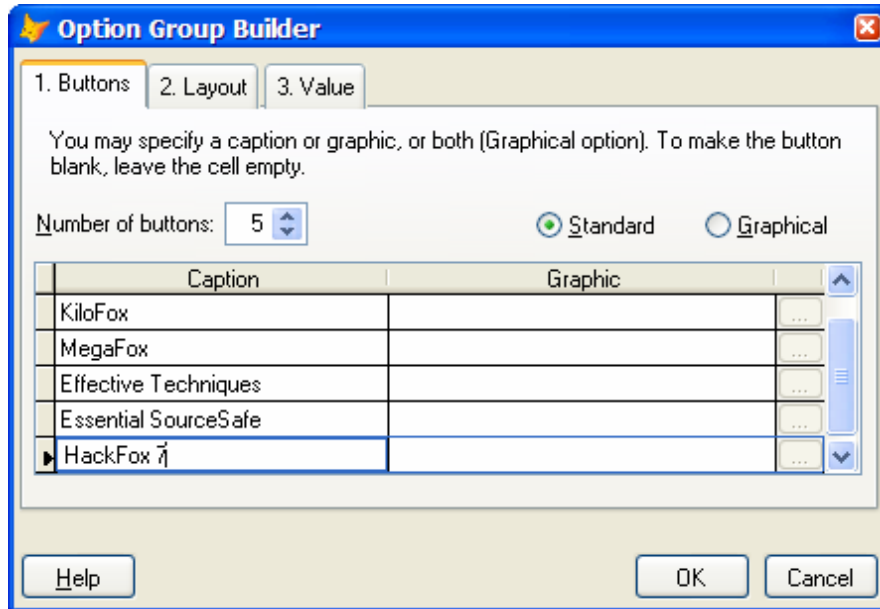 Option Group Builder
1. Buttons 2. Layout 3. Value
You may specify a caption or graphic, or both (Graphical option). To make the button
blank, leave the cell empty.
Number of buttons: 5 Standard Graphical
Caption Graphic
KiloFox ...
MegaFox ...
Effective Techniques ...
Essential SourceSafe ...
HackFox 7 ...
Help OK Cancel